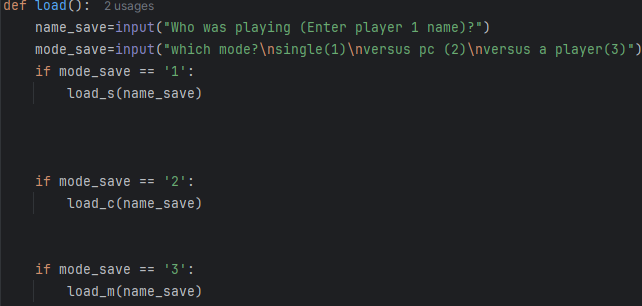 def load():  2 usages
    name_save=input("Who was playing (Enter player 1 name)?")
    mode_save=input("which mode?\nsingle(1)\nversus pc (2)\nversus a player(3)")
    if mode_save == '1':
        load_s(name_save)
    if mode_save == '2':
        load_c(name_save)
    if mode_save == '3':
        load_m(name_save)